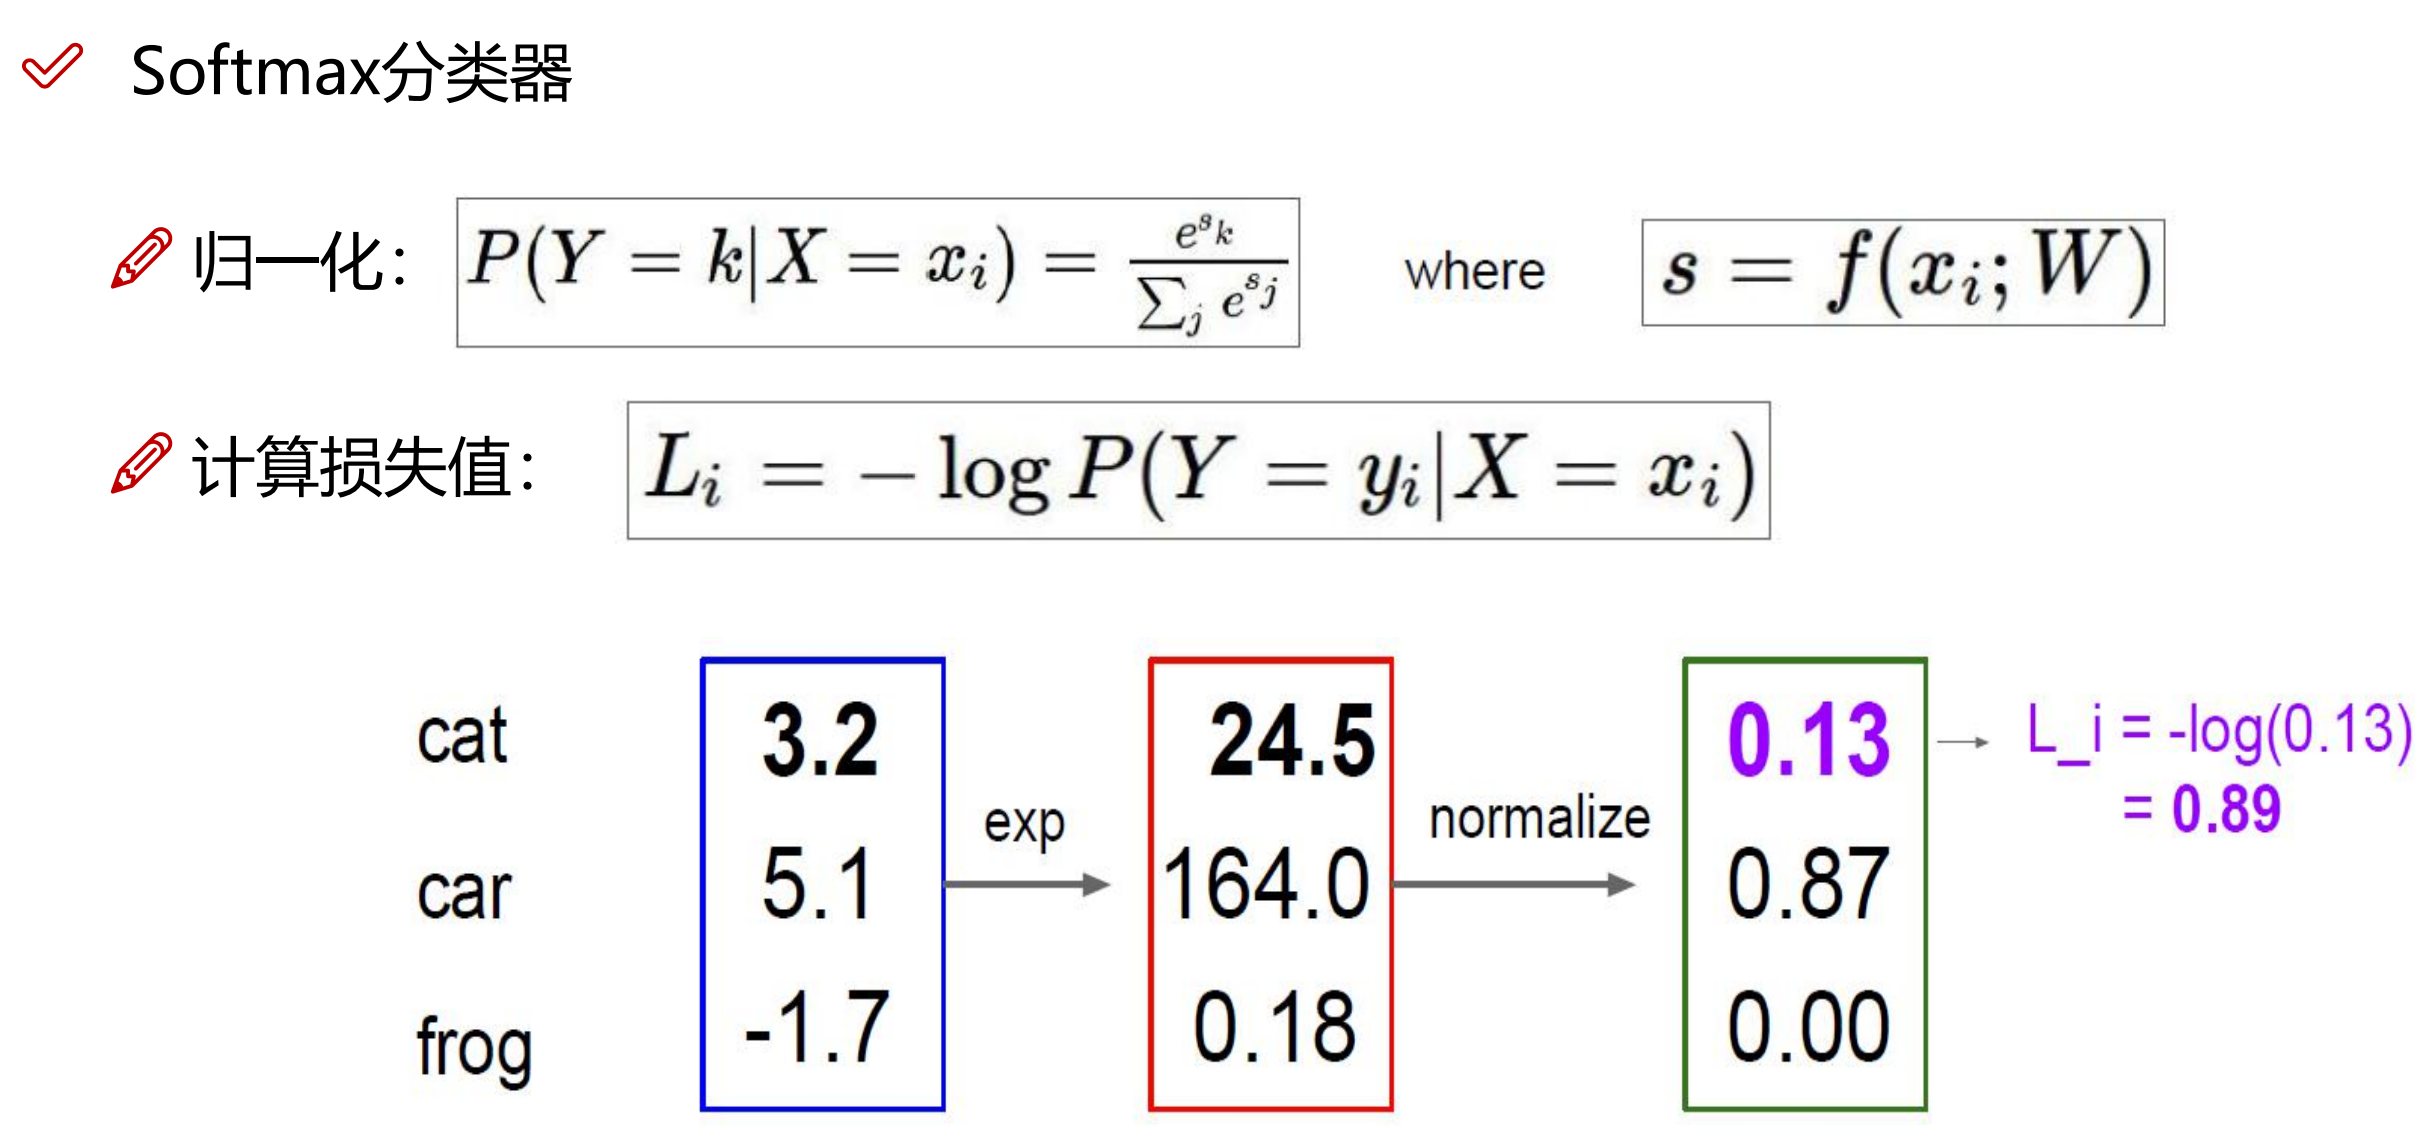 Softmax分类器
归一化： P(Y = k|X = x_i) = \frac{e^{s_k}}{\sum_j e^{s_j}} where s = f(x_i; W)
计算损失值： L_i = − log P(Y = y_i|X = x_i)
cat 3.2 24.5 0.13 L_i = -log(0.13)
exp normalize = 0.89
car 5.1 164.0 0.87
frog -1.7 0.18 0.00